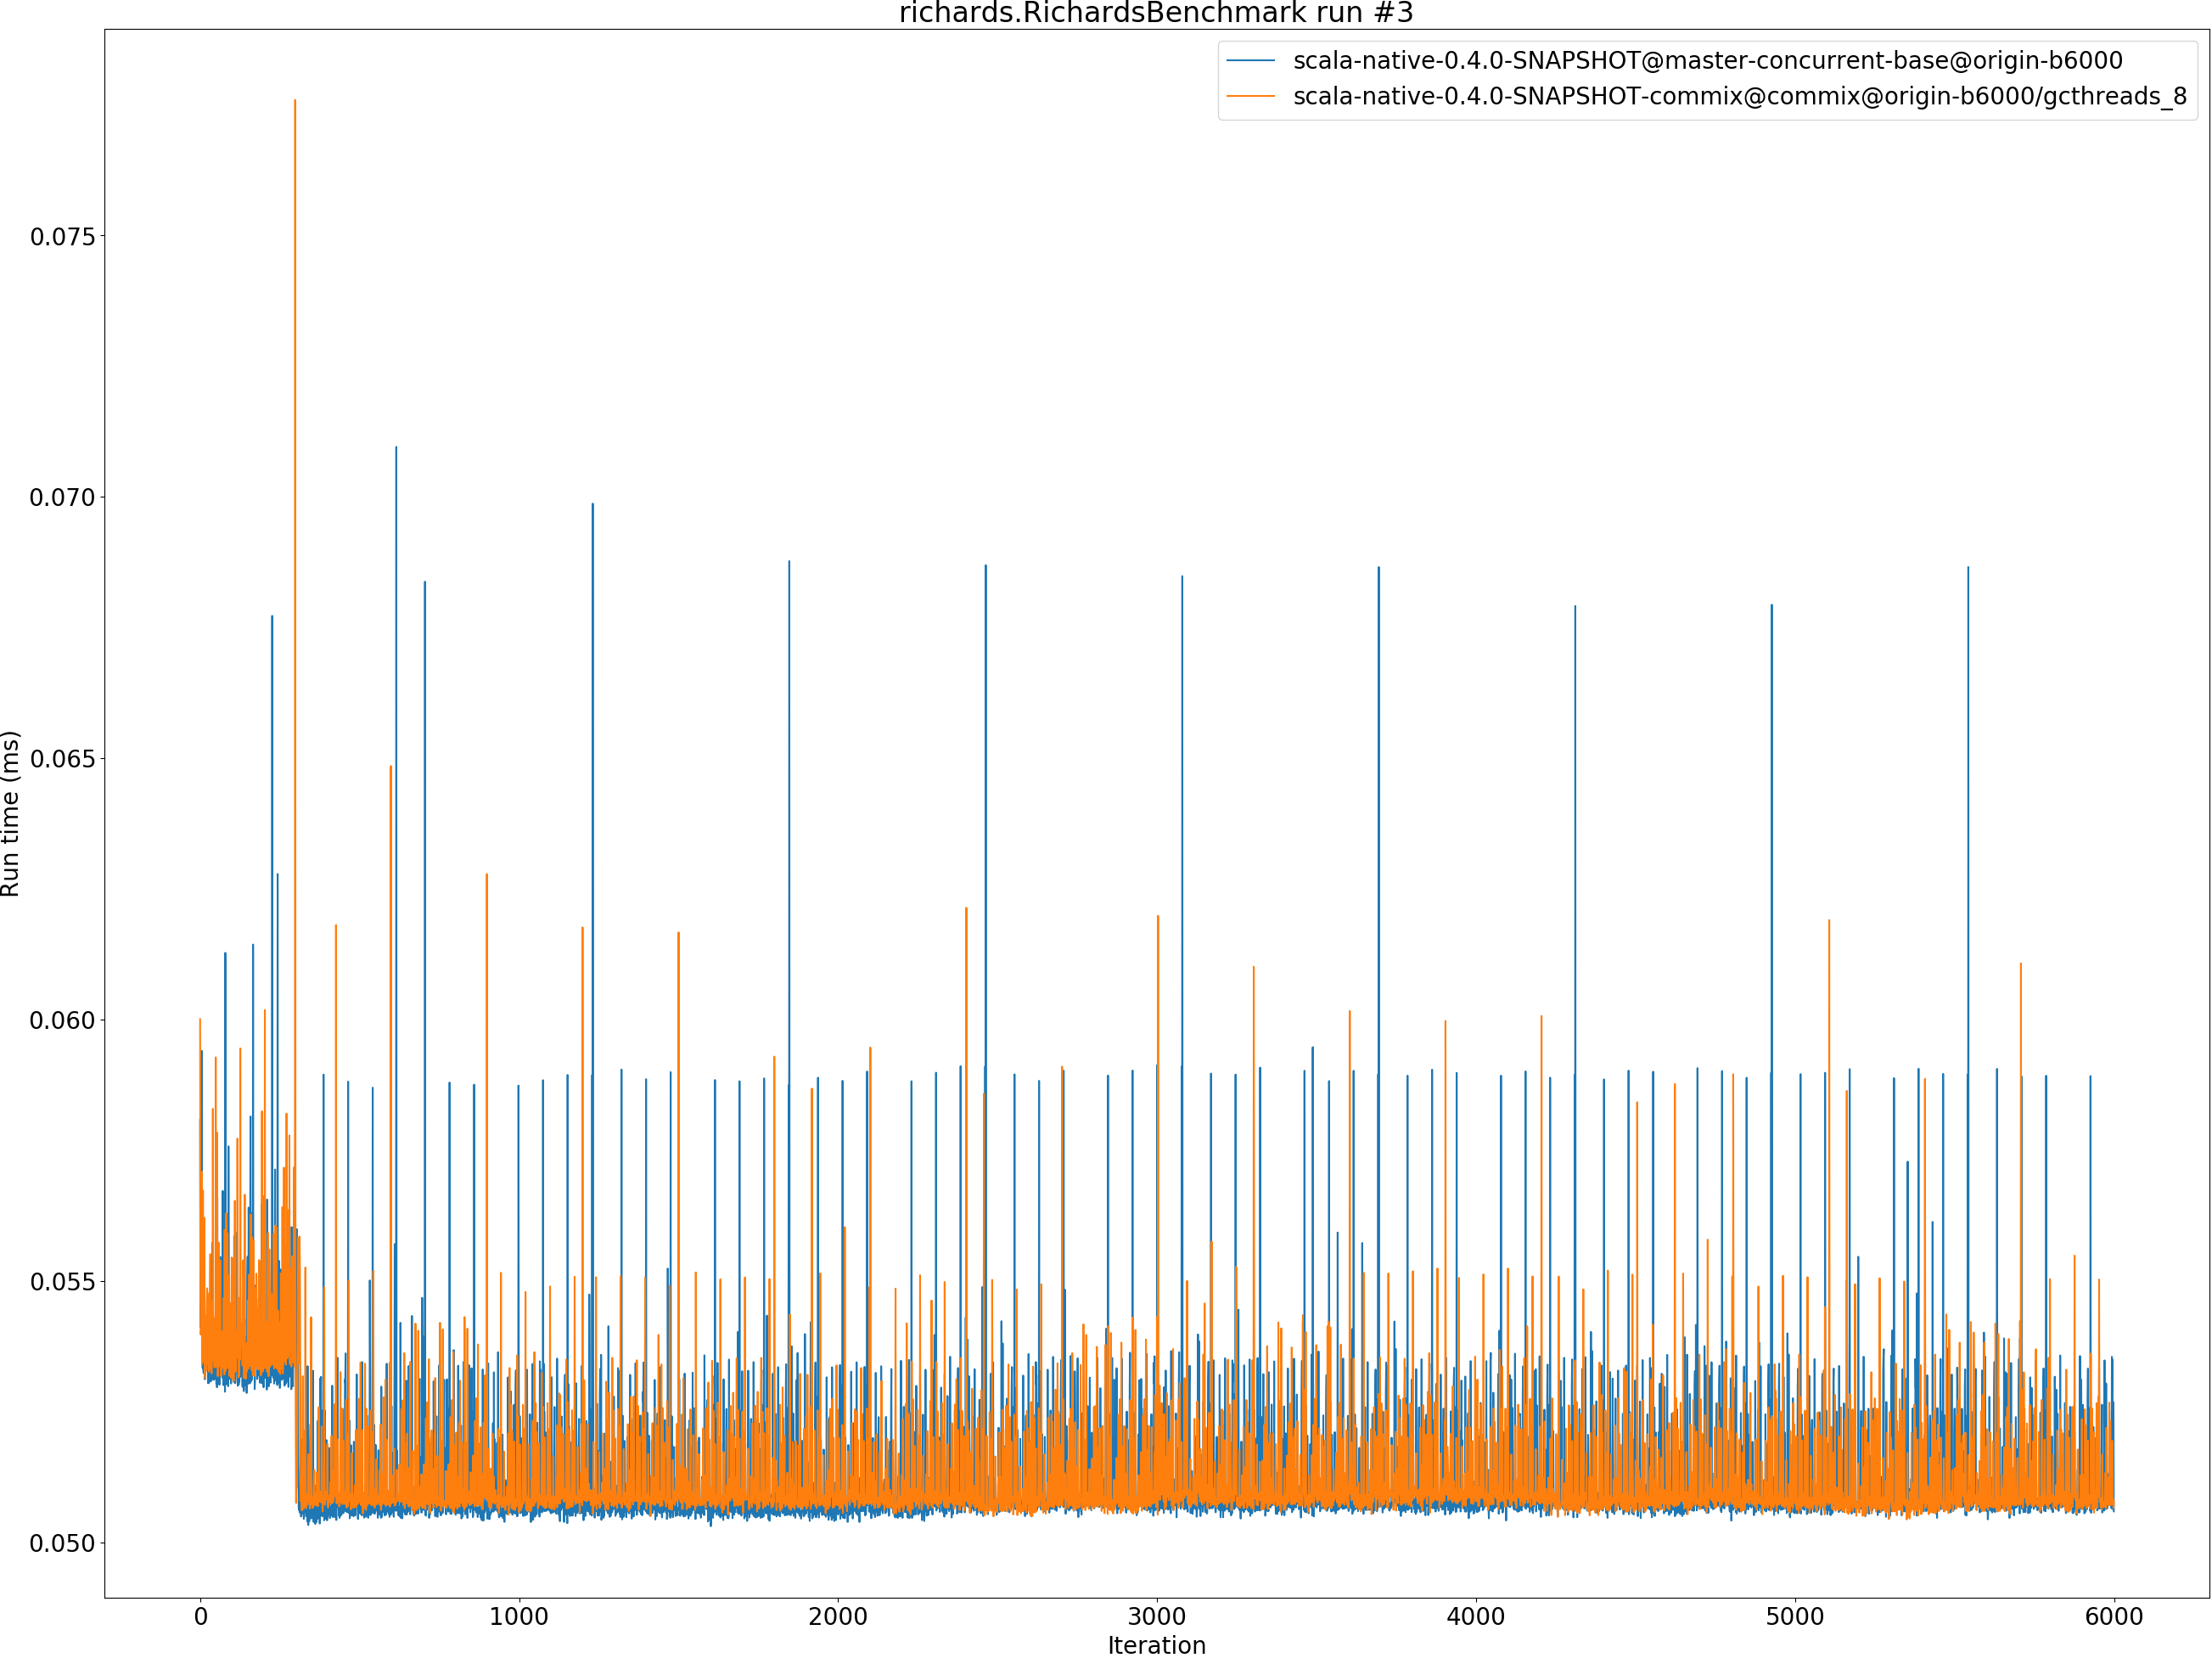 richards.RichardsBenchmark run #3
scala-native-0.4.0-SNAPSHOT@master-concurrent-base@origin-b6000
scala-native-0.4.0-SNAPSHOT-commix@commix@origin-b6000/gcthreads_8
Run time (ms)
0.075
0.070
0.065
0.060
0.055
0.050
0 1000 2000 3000 4000 5000 6000
Iteration